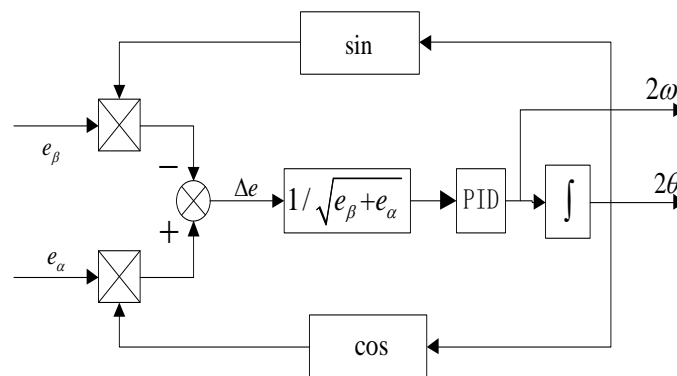 sin
2ω
e_β
−
Δe
1/√(e_β+e_α)
PID
∫
2θ
+
e_α
cos